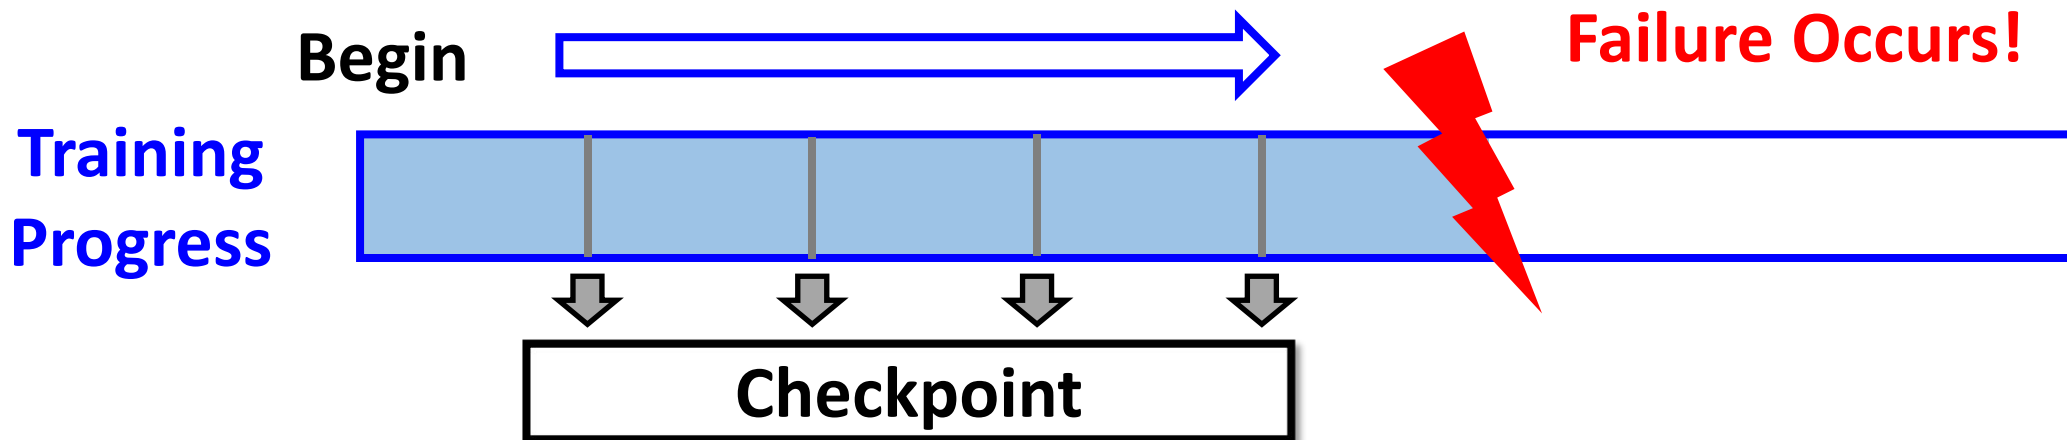 Begin
Failure Occurs!
Training
Progress
Checkpoint